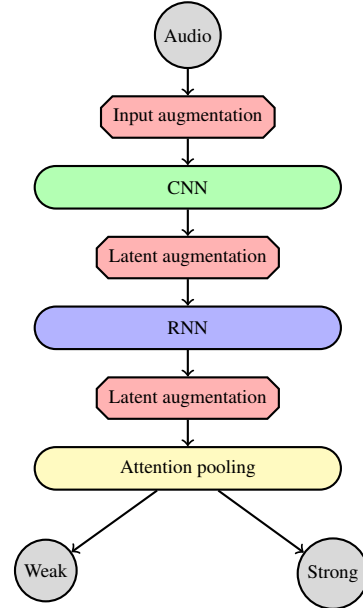 Audio
Input augmentation
CNN
Latent augmentation
RNN
Latent augmentation
Attention pooling
Weak
Strong